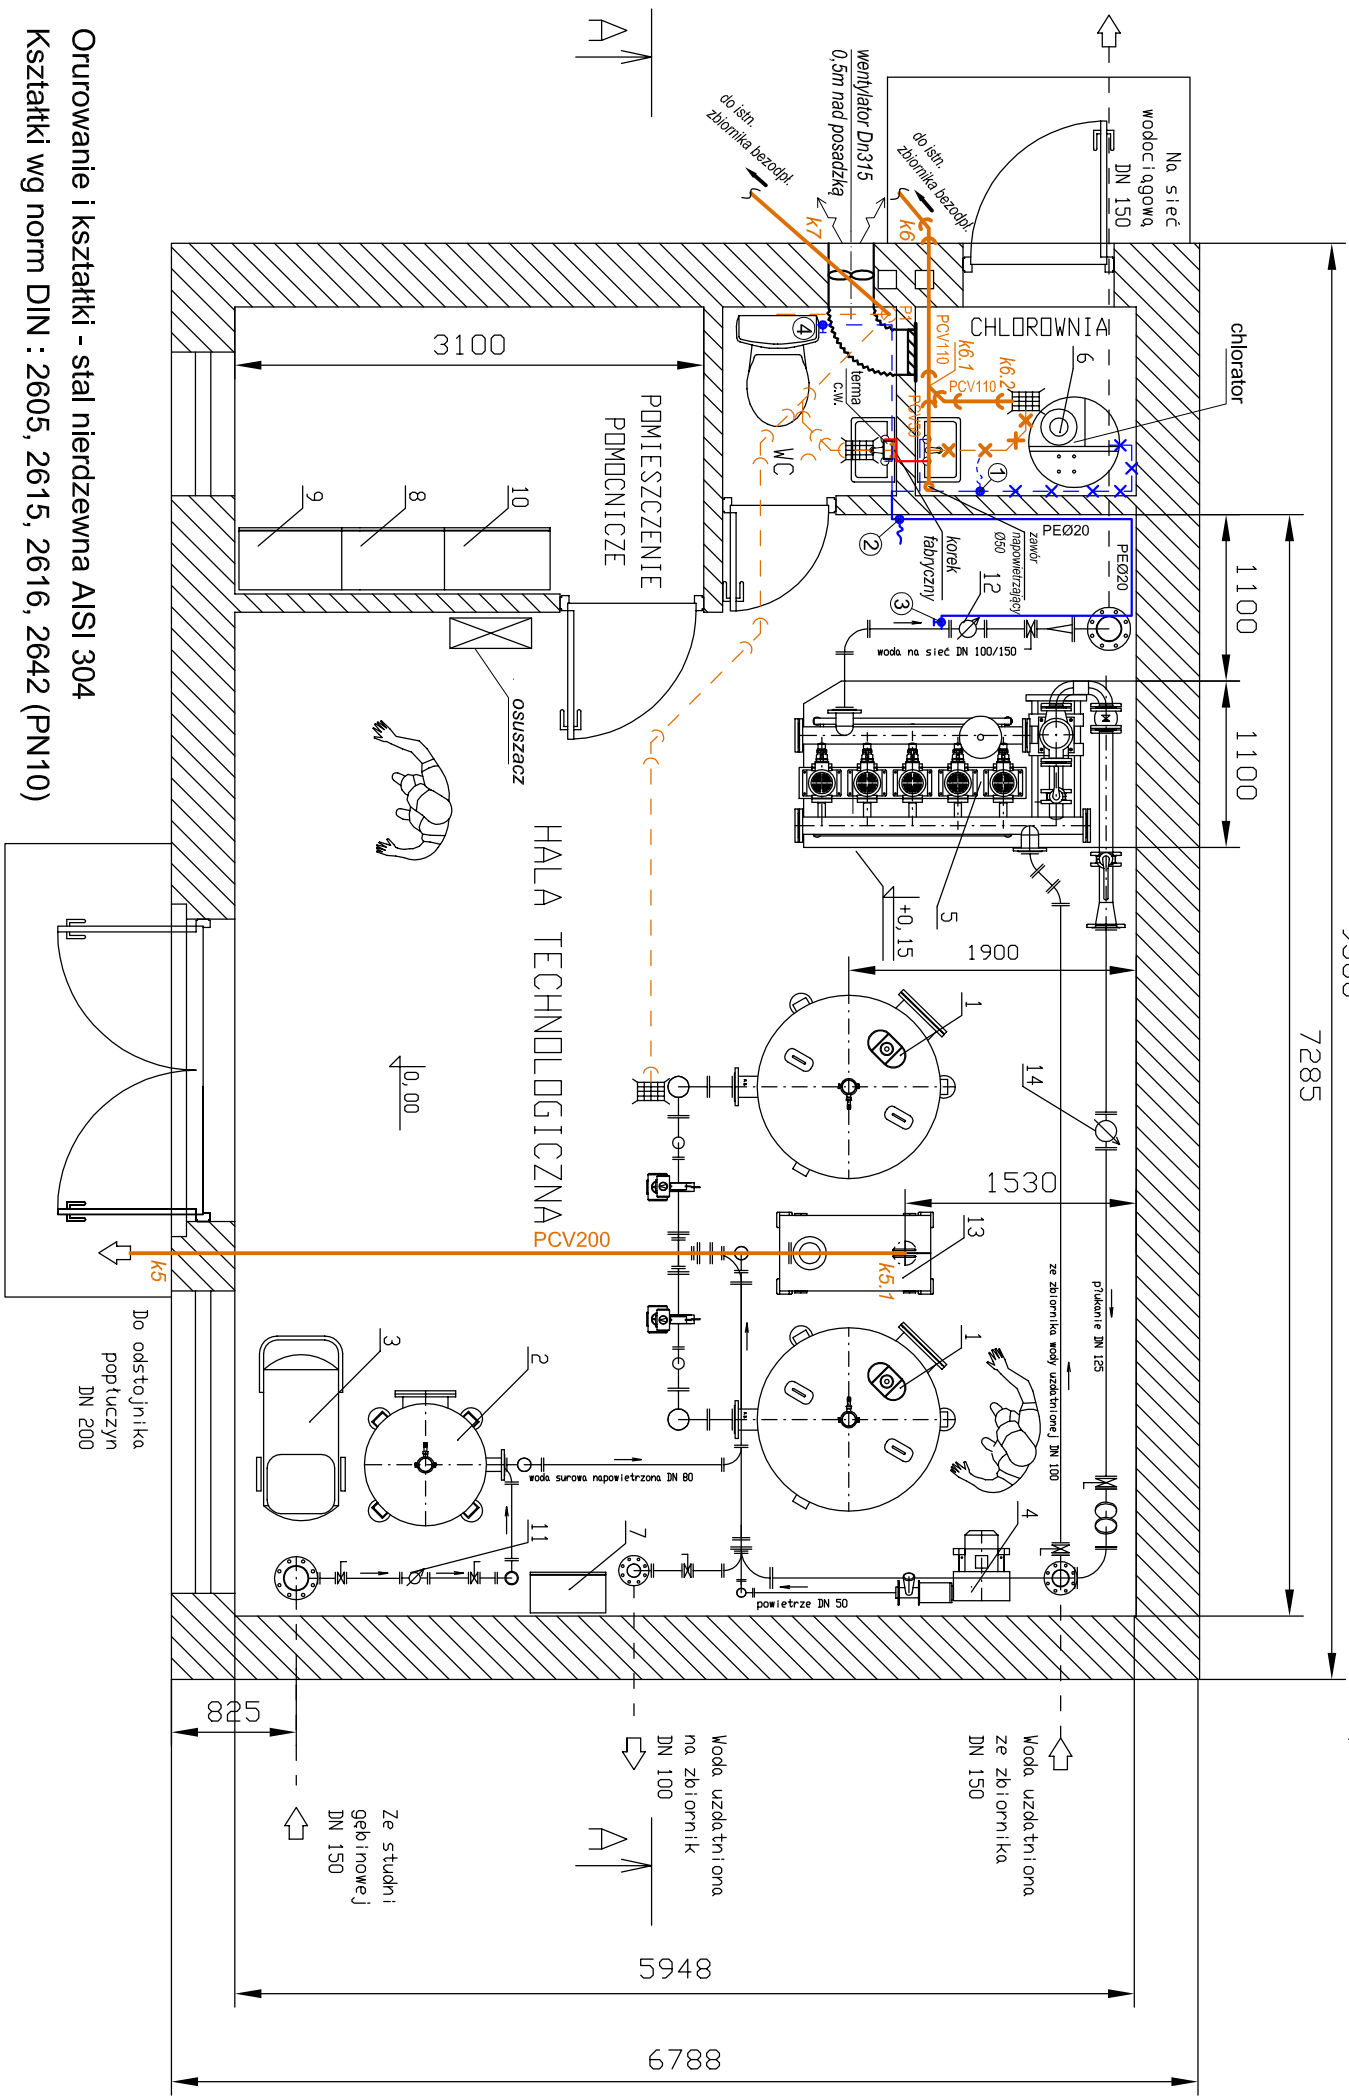 Na sieć
wodociągową
DN 150
wentylator Dn315
0,5m nad posadzką
do istn.
zbiornika bezodpł.
do istn.
zbiornika bezodpł.
k7
k6
A
CHLOROWNIA
chlorator
6
k6.1
k6.2
PCV110
PCV110
PCV50
terma
c.w.
WC
1
2
3
4
korek
fabryczny
zawór
napowietrzający
Ø50
PEØ20
PEØ20
12
woda na sieć DN 100/150
3100
POMIESZCZENIE
POMOCNICZE
9
8
10
osuszacz
1100
1100
7285
5
+0,15
1900
1530
HALA TECHNOLOGICZNA
0,00
1
14
13
1
PCV200
k5
k5.1
ze zbiornika wody uzdatnionej DN 100
płukanie DN 125
Do odstojnika
popłuczyn
DN 200
3
2
11
7
4
woda surowa napowietrzona DN 80
powietrze DN 50
825
Ze studni
głębinowej
DN 150
Woda uzdatniona
na zbiornik
DN 100
Woda uzdatniona
ze zbiornika
DN 150
A
5948
6788
Orurowanie i kształtki - stal nierdzewna AISI 304
Kształtki wg norm DIN : 2605, 2615, 2616, 2642 (PN10)